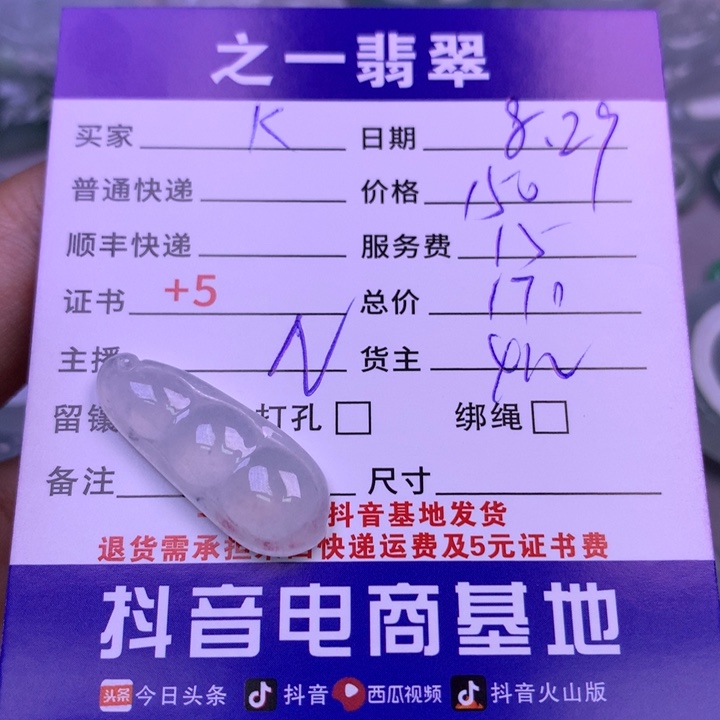 之一翡翠
买家 K 日期 8.29
普通快递 价格 150
顺丰快递 服务费 15
证书 +5 总价 170
主播 N 货主
留镶 打孔 绑绳
备注 尺寸
抖音基地发货
退货需承担 快递运费及5元证书费
抖音电商基地
头条 今日头条 抖音 西瓜视频 抖音火山版